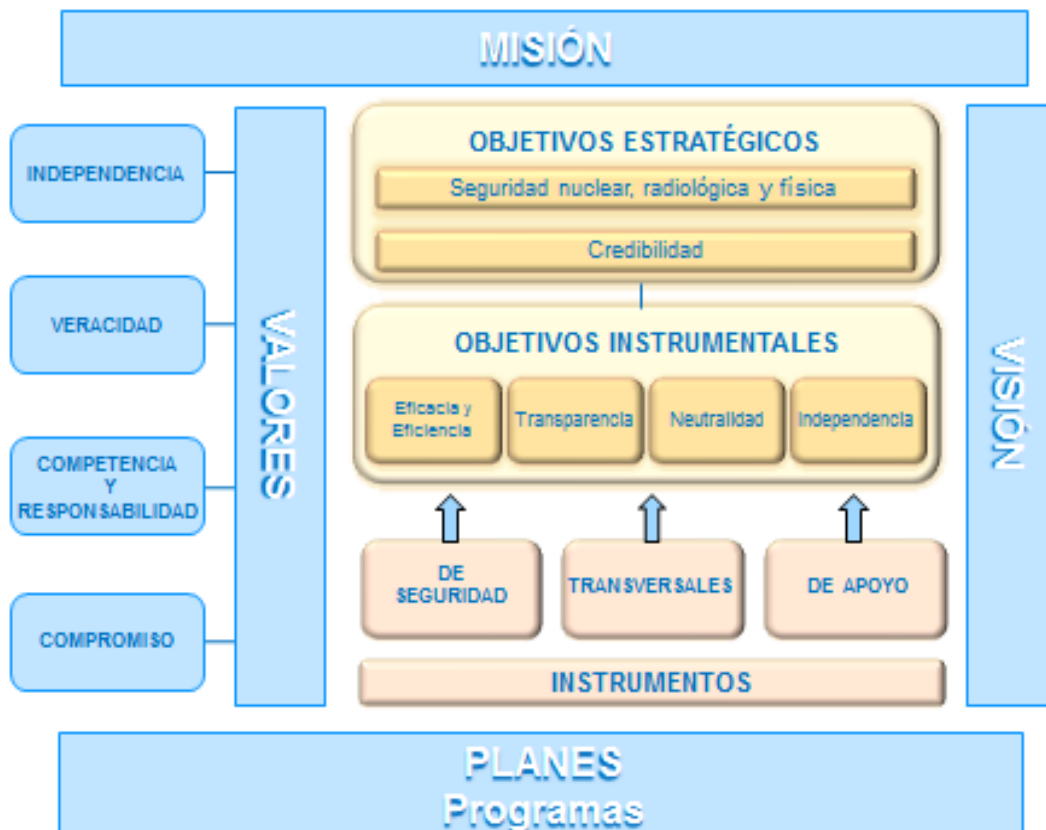 MISIÓN
INDEPENDENCIA
VERACIDAD
COMPETENCIA
Y
RESPONSABILIDAD
COMPROMISO
VALORES
OBJETIVOS ESTRATÉGICOS
Seguridad nuclear, radiológica y física
Credibilidad
OBJETIVOS INSTRUMENTALES
Eficacia y
Eficiencia
Transparencia
Neutralidad
Independencia
DE
SEGURIDAD
TRANSVERSALES
DE APOYO
INSTRUMENTOS
VISIÓN
PLANES
Programas